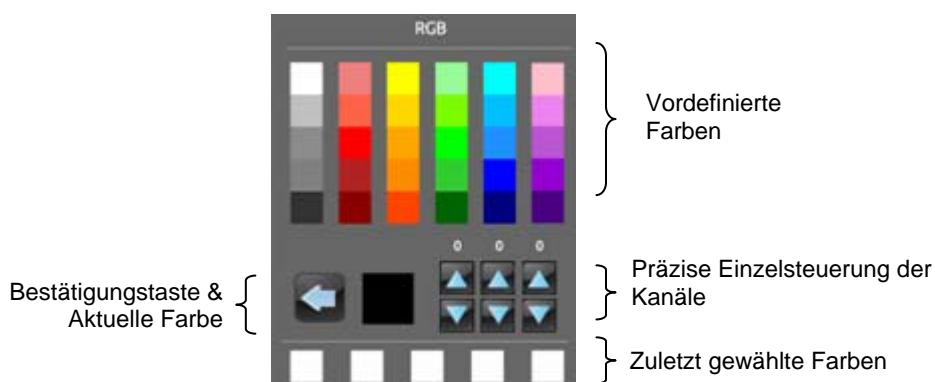 RGB
Vordefinierte
Farben
0 0 0
Präzise Einzelsteuerung der
Kanäle
Bestätigungstaste &
Aktuelle Farbe
Zuletzt gewählte Farben